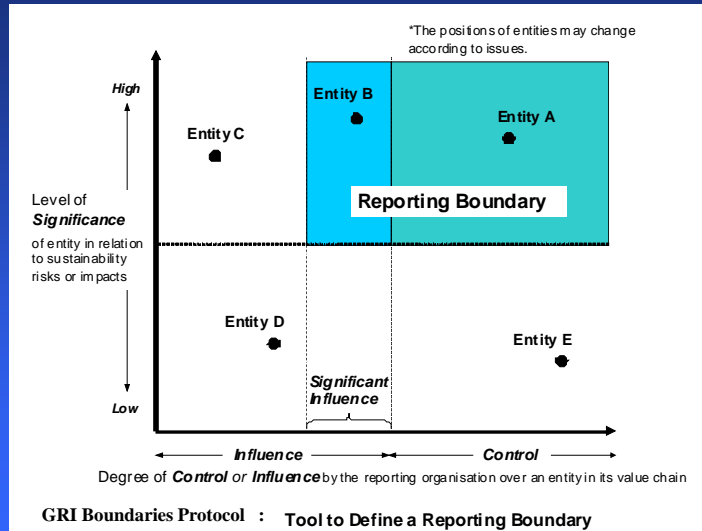 *The positions of entities may change
according to issues.
High
Entity B
Entity A
Entity C
Level of
Significance
of entity in relation
to sustainability
risks or impacts
Reporting Boundary
Entity D
Entity E
Significant
Influence
Low
Influence
Control
Degree of Control or Influence by the reporting organisation over an entity in its value chain
GRI Boundaries Protocol : Tool to Define a Reporting Boundary